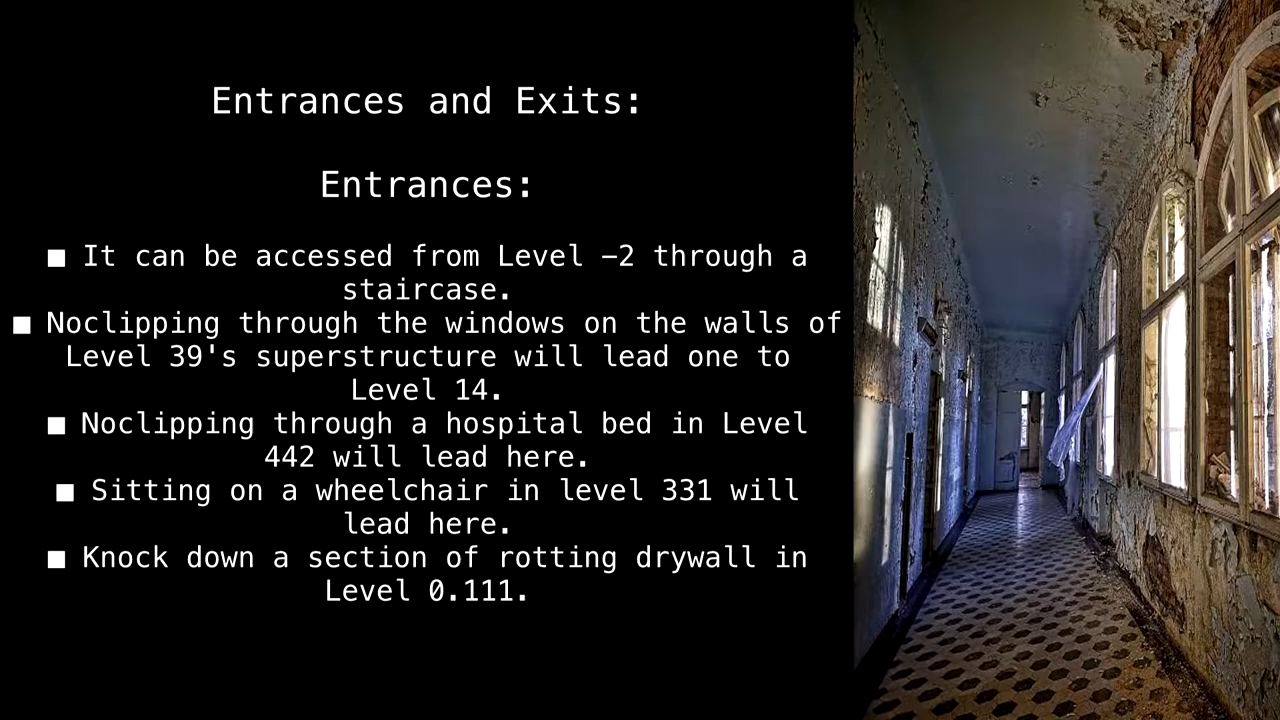 Entrances and Exits:
Entrances:
■ It can be accessed from Level −2 through a
staircase.
■ Noclipping through the windows on the walls of
Level 39's superstructure will lead one to
Level 14.
■ Noclipping through a hospital bed in Level
442 will lead here.
■ Sitting on a wheelchair in level 331 will
lead here.
■ Knock down a section of rotting drywall in
Level 0.111.